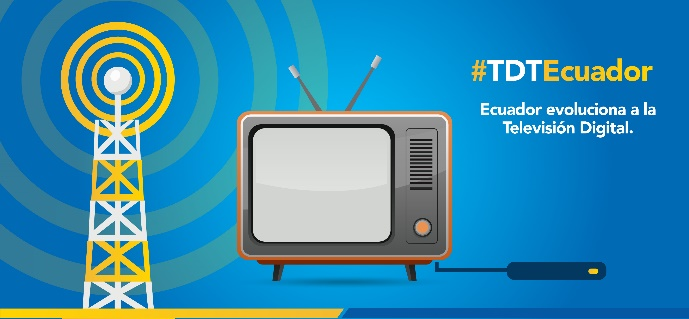 #TDTEcuador
Ecuador evoluciona a la
Televisión Digital.